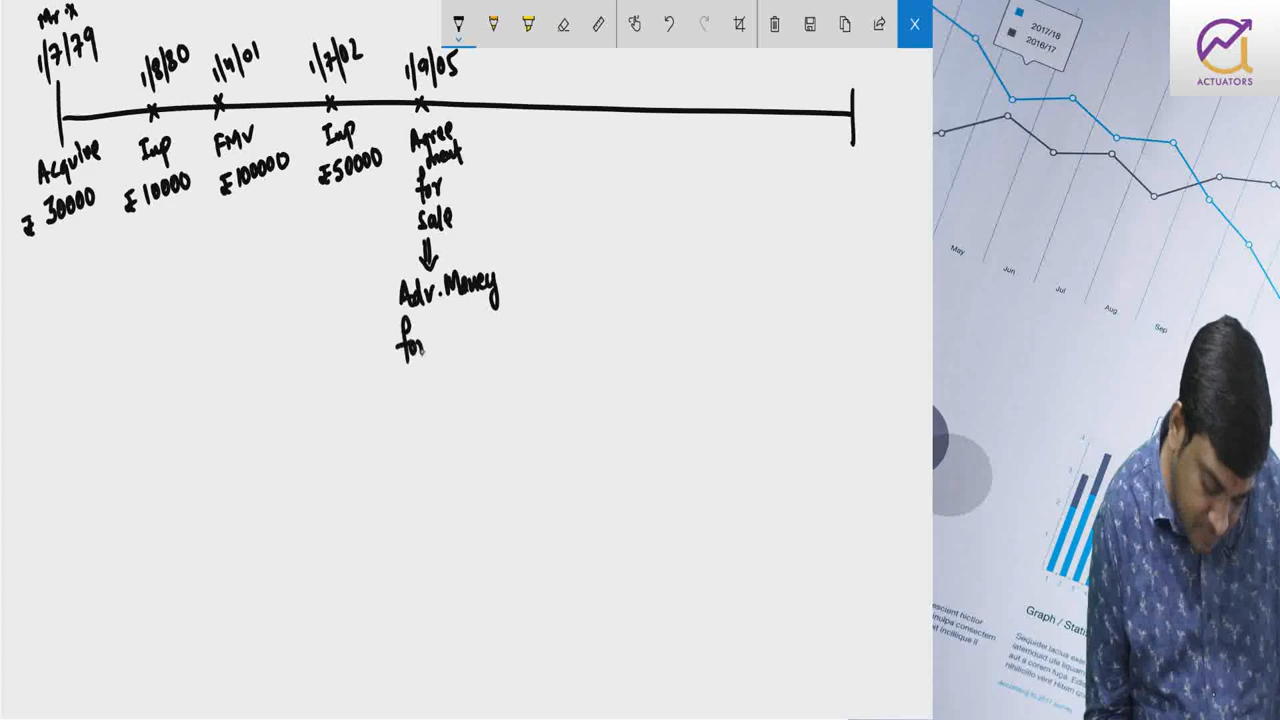 Mr. X
1/7/79
1/8/80
1/4/01
1/7/02
1/9/05
Acquire
₹ 30000
Imp
₹ 10000
FMV
₹ 100000
Imp
₹ 50000
Agree
ment
for
Sale
Adv. Money
for
2017/18
2016/17
May
Jun
Jul
Aug
Sep
ACTUATORS
Graph / Stati